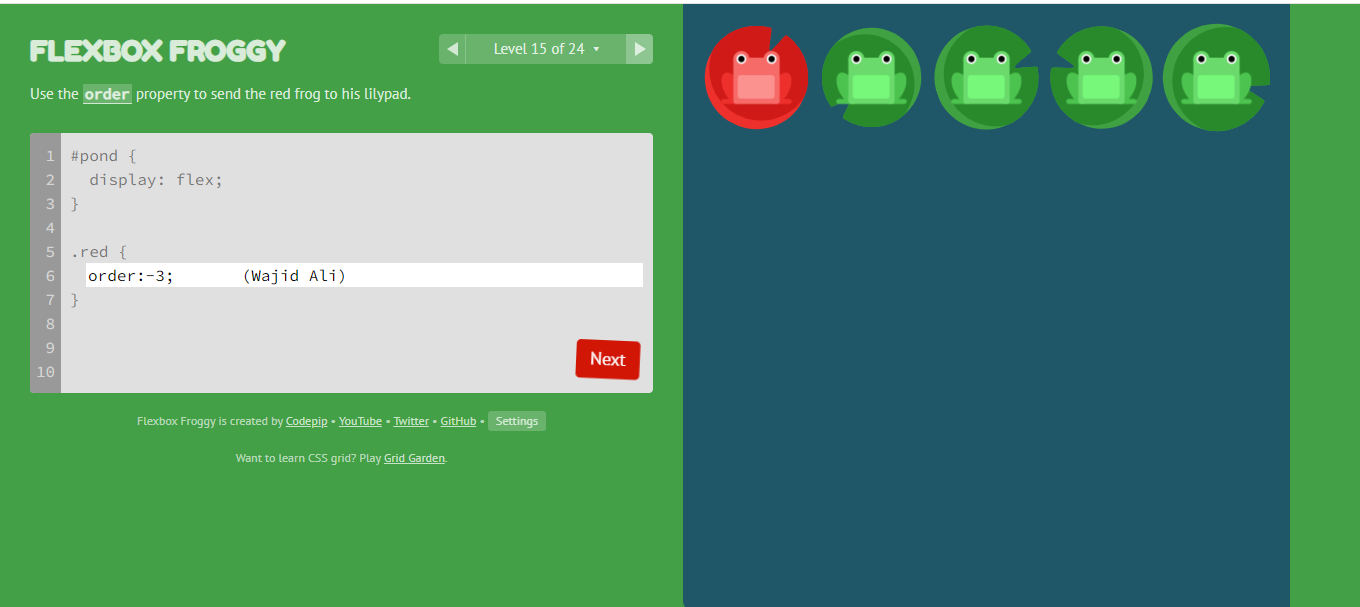 FLEXBOX FROGGY
◀ Level 15 of 24 ▾ ▶
Use the order property to send the red frog to his lilypad.
1 #pond {
2   display: flex;
3 }
4
5 .red {
6   order:-3;       (Wajid Ali)
7 }
8
9
10
Next
Flexbox Froggy is created by Codepip • YouTube • Twitter • GitHub • Settings
Want to learn CSS grid? Play Grid Garden.